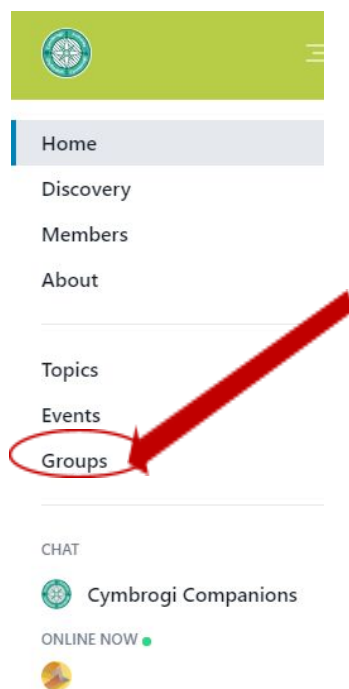 Home
Discovery
Members
About
Topics
Events
Groups
CHAT
Cymbrogi Companions
ONLINE NOW